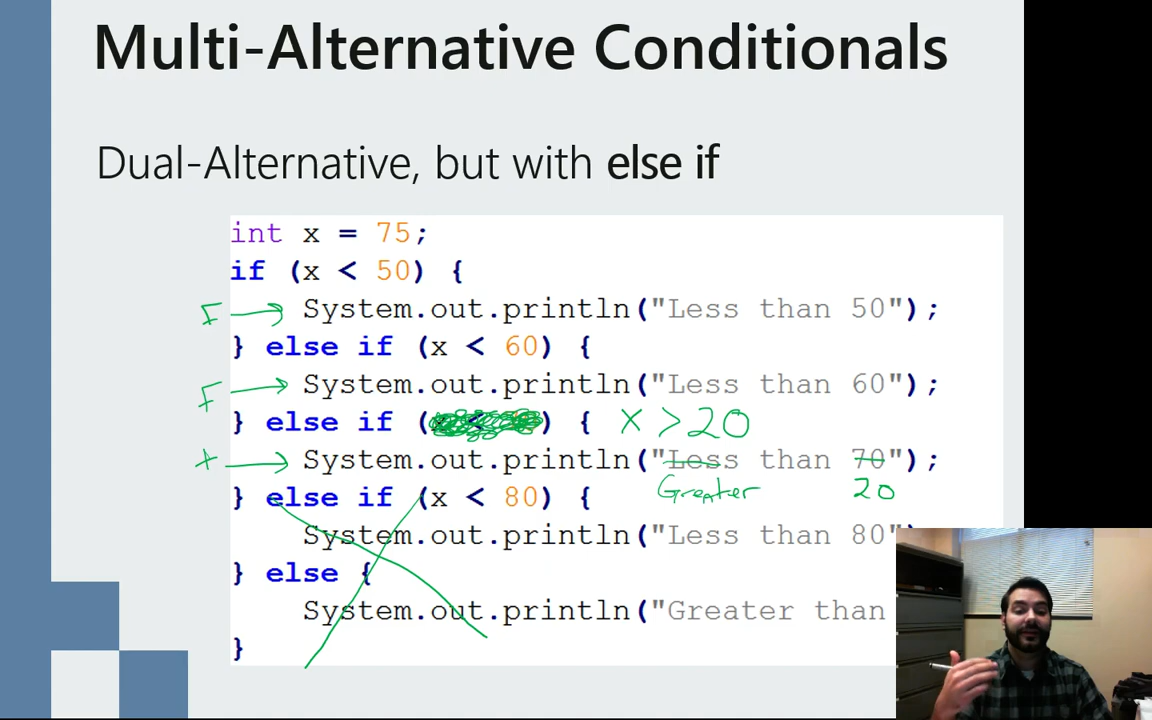 Multi-Alternative Conditionals
Dual-Alternative, but with else if
int x = 75;
if (x < 50) {
F System.out.println("Less than 50");
} else if (x < 60) {
F System.out.println("Less than 60");
} else if ( < ) { X > 20
System.out.println("Less than 70");
Greater 20
} else if (x < 80) {
System.out.println("Less than 80"
} else {
System.out.println("Greater than
}